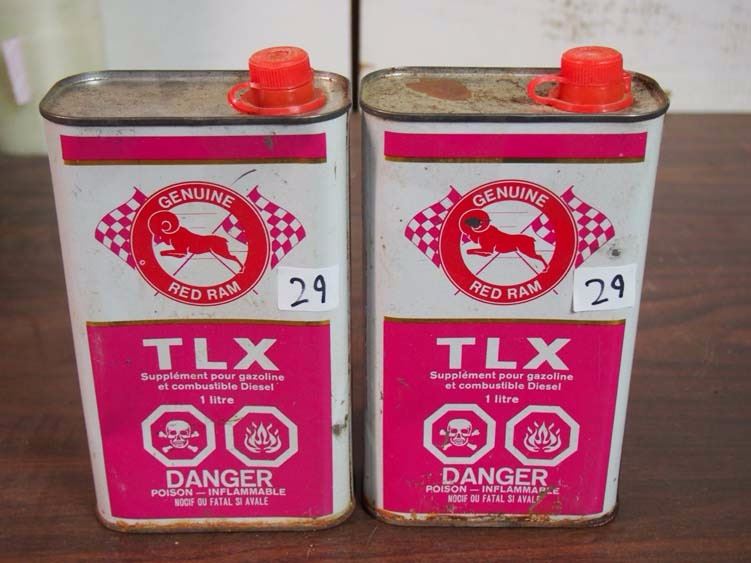 GENUINE
RED RAM
29
TLX
Supplément pour gazoline
et combustible Diesel
1 litre
DANGER
POISON — INFLAMMABLE
NOCIF OU FATAL SI AVALE
GENUINE
RED RAM
29
TLX
Supplément pour gazoline
et combustible Diesel
1 litre
DANGER
POISON — INFLAMMABLE
NOCIF OU FATAL SI AVALE